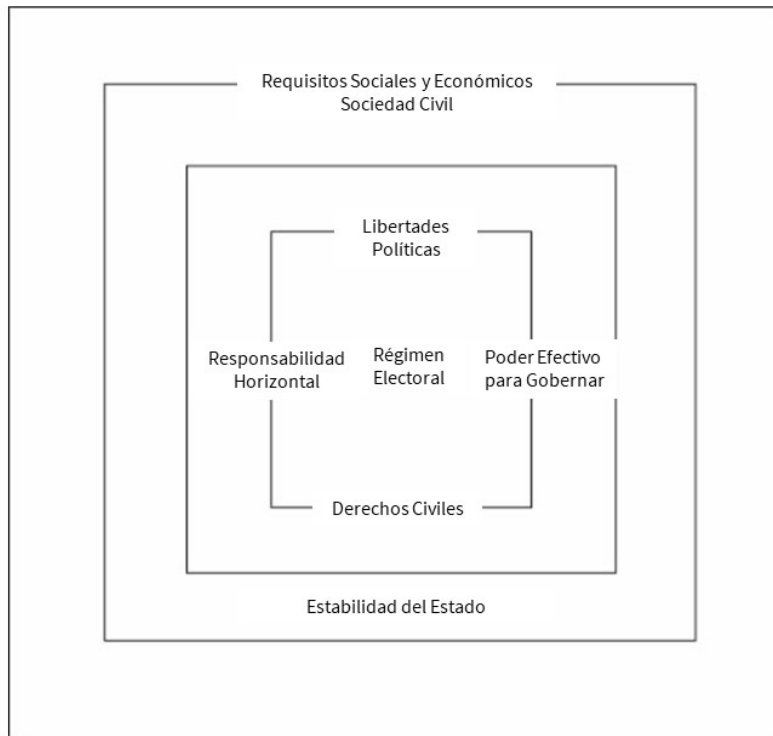 Requisitos Sociales y Económicos
Sociedad Civil
Libertades
Políticas
Responsabilidad
Horizontal
Régimen
Electoral
Poder Efectivo
para Gobernar
Derechos Civiles
Estabilidad del Estado